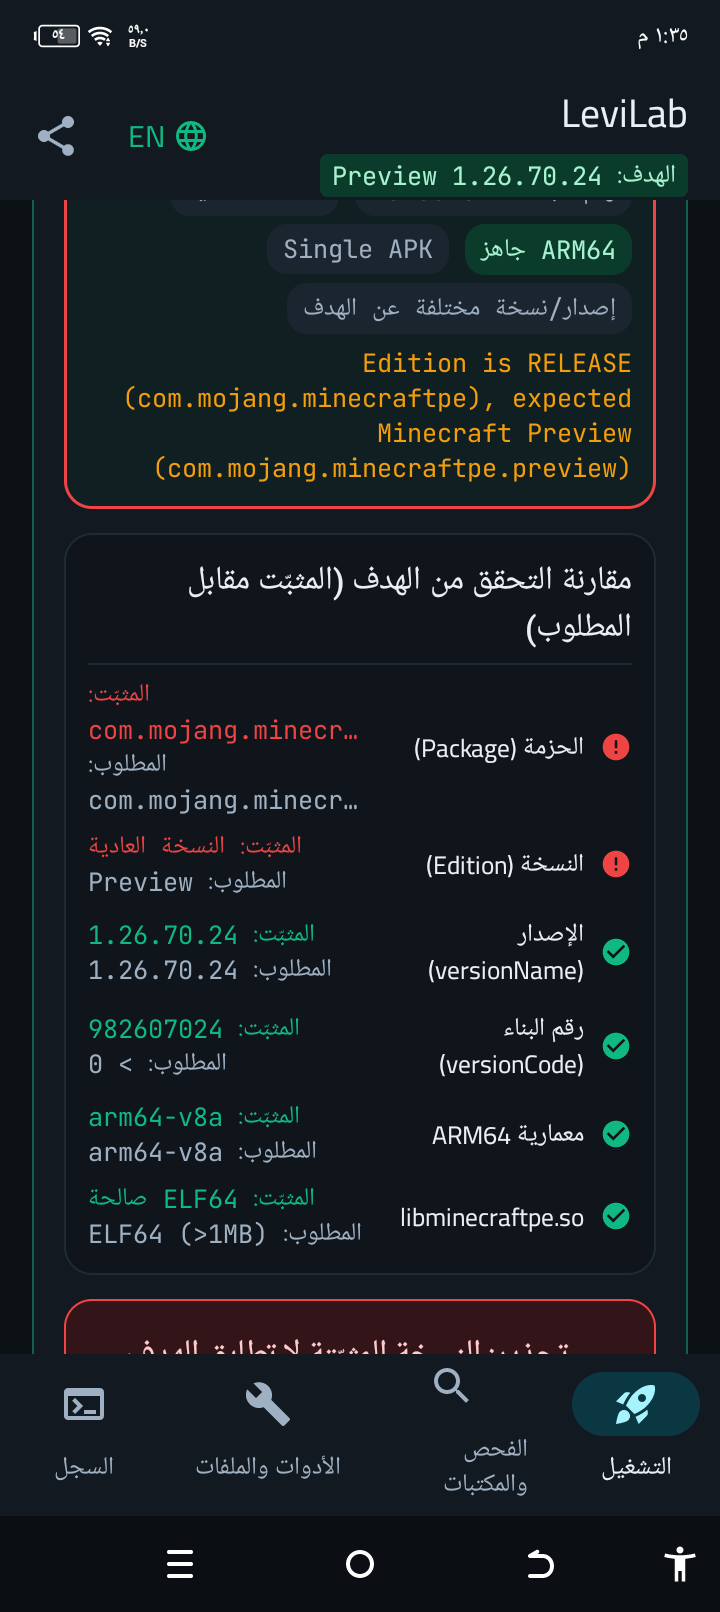 ٥٤
٥٩,٠
B/S
١:٣٥ م
LeviLab
EN
الهدف: Preview 1.26.70.24
ARM64 جاهز
Single APK
إصدار/نسخة مختلفة عن الهدف
Edition is RELEASE
(com.mojang.minecraftpe), expected
Minecraft Preview
(com.mojang.minecraftpe.preview)
مقارنة التحقق من الهدف (المثبّت مقابل
المطلوب)
الحزمة (Package)
المثبّت:
com.mojang.minecr…
المطلوب:
com.mojang.minecr…
النسخة (Edition)
المثبّت: النسخة العادية
المطلوب: Preview
الإصدار
(versionName)
المثبّت: 1.26.70.24
المطلوب: 1.26.70.24
رقم البناء
(versionCode)
المثبّت: 982607024
المطلوب: > 0
معمارية ARM64
المثبّت: arm64-v8a
المطلوب: arm64-v8a
libminecraftpe.so
المثبّت: ELF64 صالحة
المطلوب: ELF64 (>1MB)
التشغيل
الفحص
والمكتبات
الأدوات والملفات
السجل